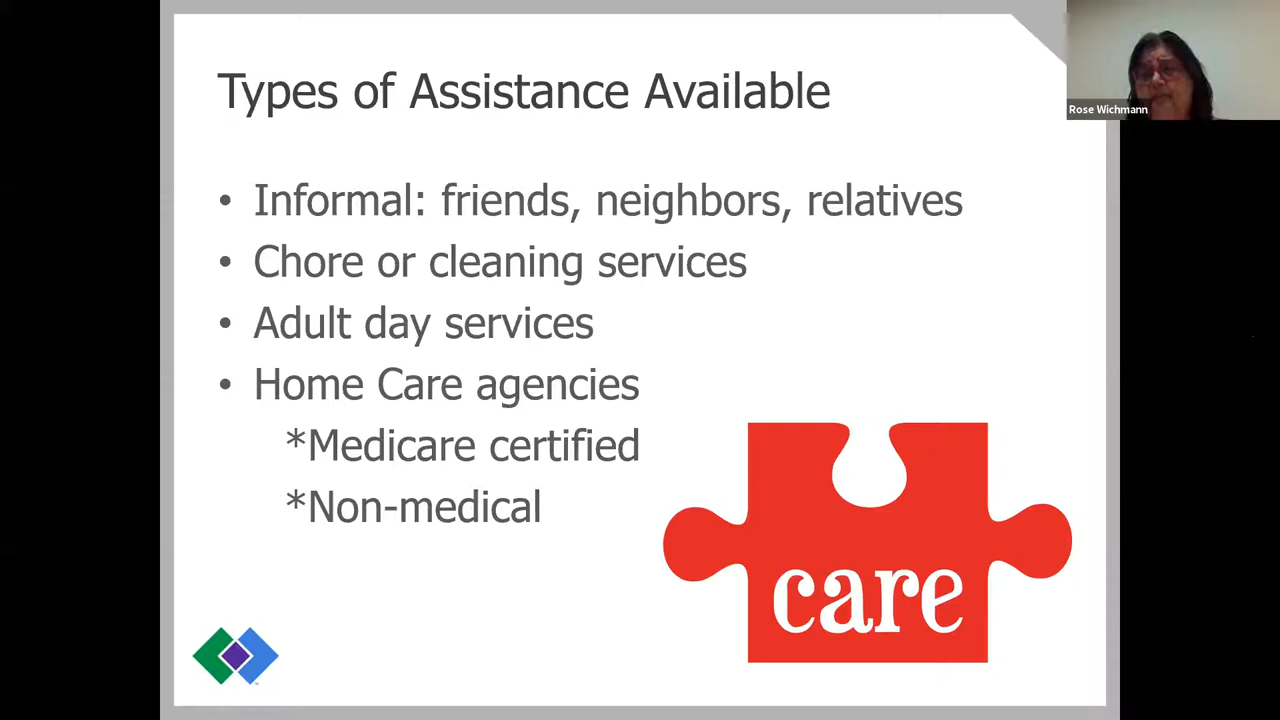 Types of Assistance Available
Rose Wichmann
• Informal: friends, neighbors, relatives
• Chore or cleaning services
• Adult day services
• Home Care agencies
*Medicare certified
*Non-medical
care